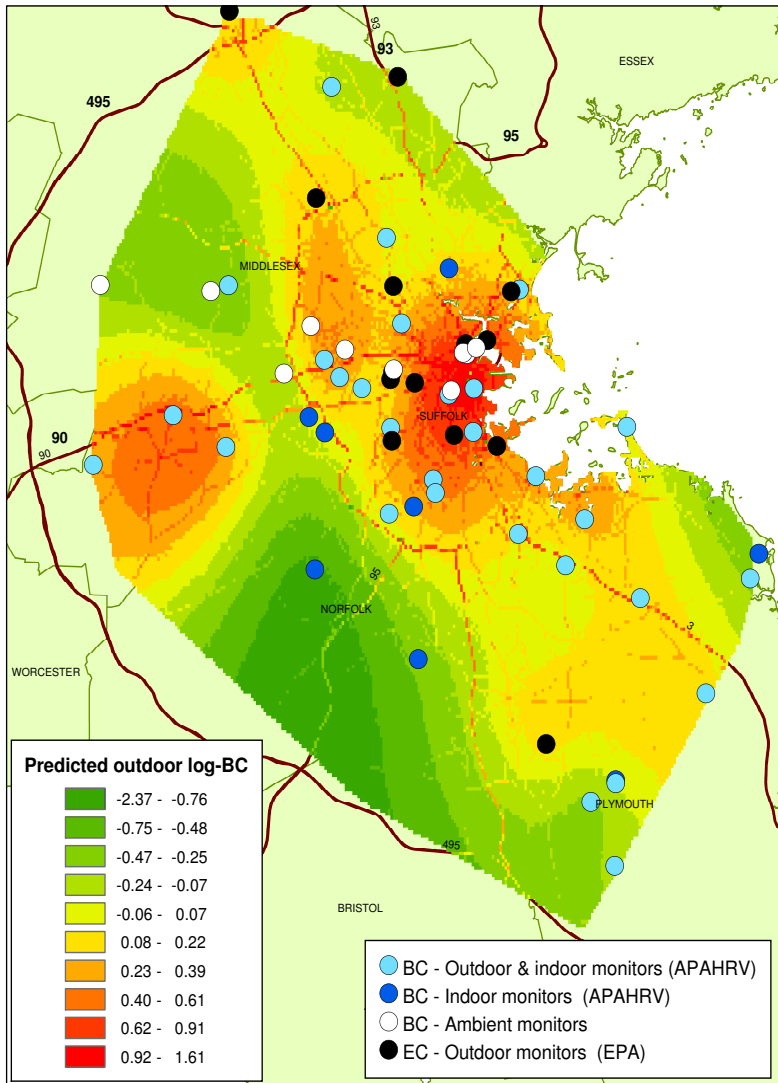 93
93
ESSEX
495
95
MIDDLESEX
SUFFOLK
90
90
95
NORFOLK
3
WORCESTER
PLYMOUTH
495
BRISTOL
Predicted outdoor log-BC
-2.37 - -0.76
-0.75 - -0.48
-0.47 - -0.25
-0.24 - -0.07
-0.06 - 0.07
0.08 - 0.22
0.23 - 0.39
0.40 - 0.61
0.62 - 0.91
0.92 - 1.61
BC - Outdoor & indoor monitors (APAHRV)
BC - Indoor monitors (APAHRV)
BC - Ambient monitors
EC - Outdoor monitors (EPA)